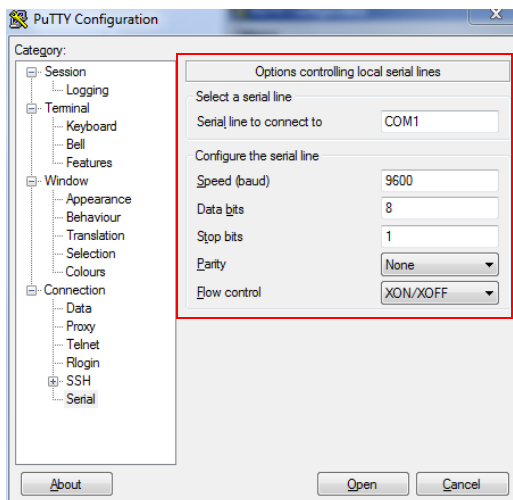 PuTTY Configuration
Category:
Session
Logging
Terminal
Keyboard
Bell
Features
Window
Appearance
Behaviour
Translation
Selection
Colours
Connection
Data
Proxy
Telnet
Rlogin
SSH
Serial
Options controlling local serial lines
Select a serial line
Serial line to connect to COM1
Configure the serial line
Speed (baud) 9600
Data bits 8
Stop bits 1
Parity None
Flow control XON/XOFF
About Open Cancel